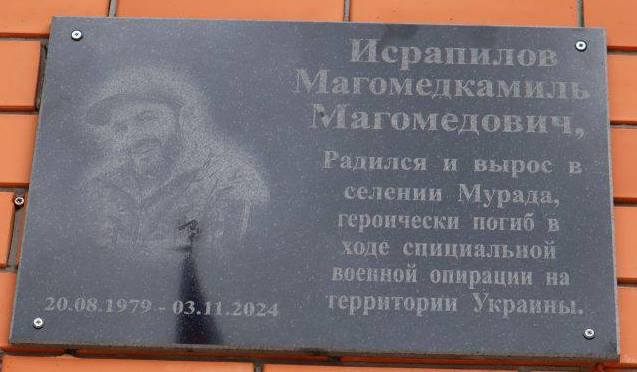 Исрапилов
Магомедкамиль
Магомедович,
Радился и вырос в
селении Мурада,
героически погиб в
ходе спициальной
военной опирации на
территории Украины.
20.08.1979 - 03.11.2024